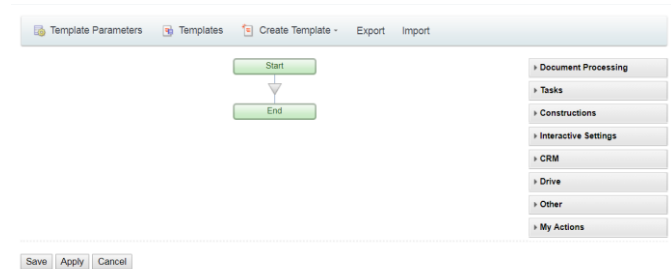 Template Parameters Templates Create Template - Export Import
Start
End
Document Processing
Tasks
Constructions
Interactive Settings
CRM
Drive
Other
My Actions
Save Apply Cancel